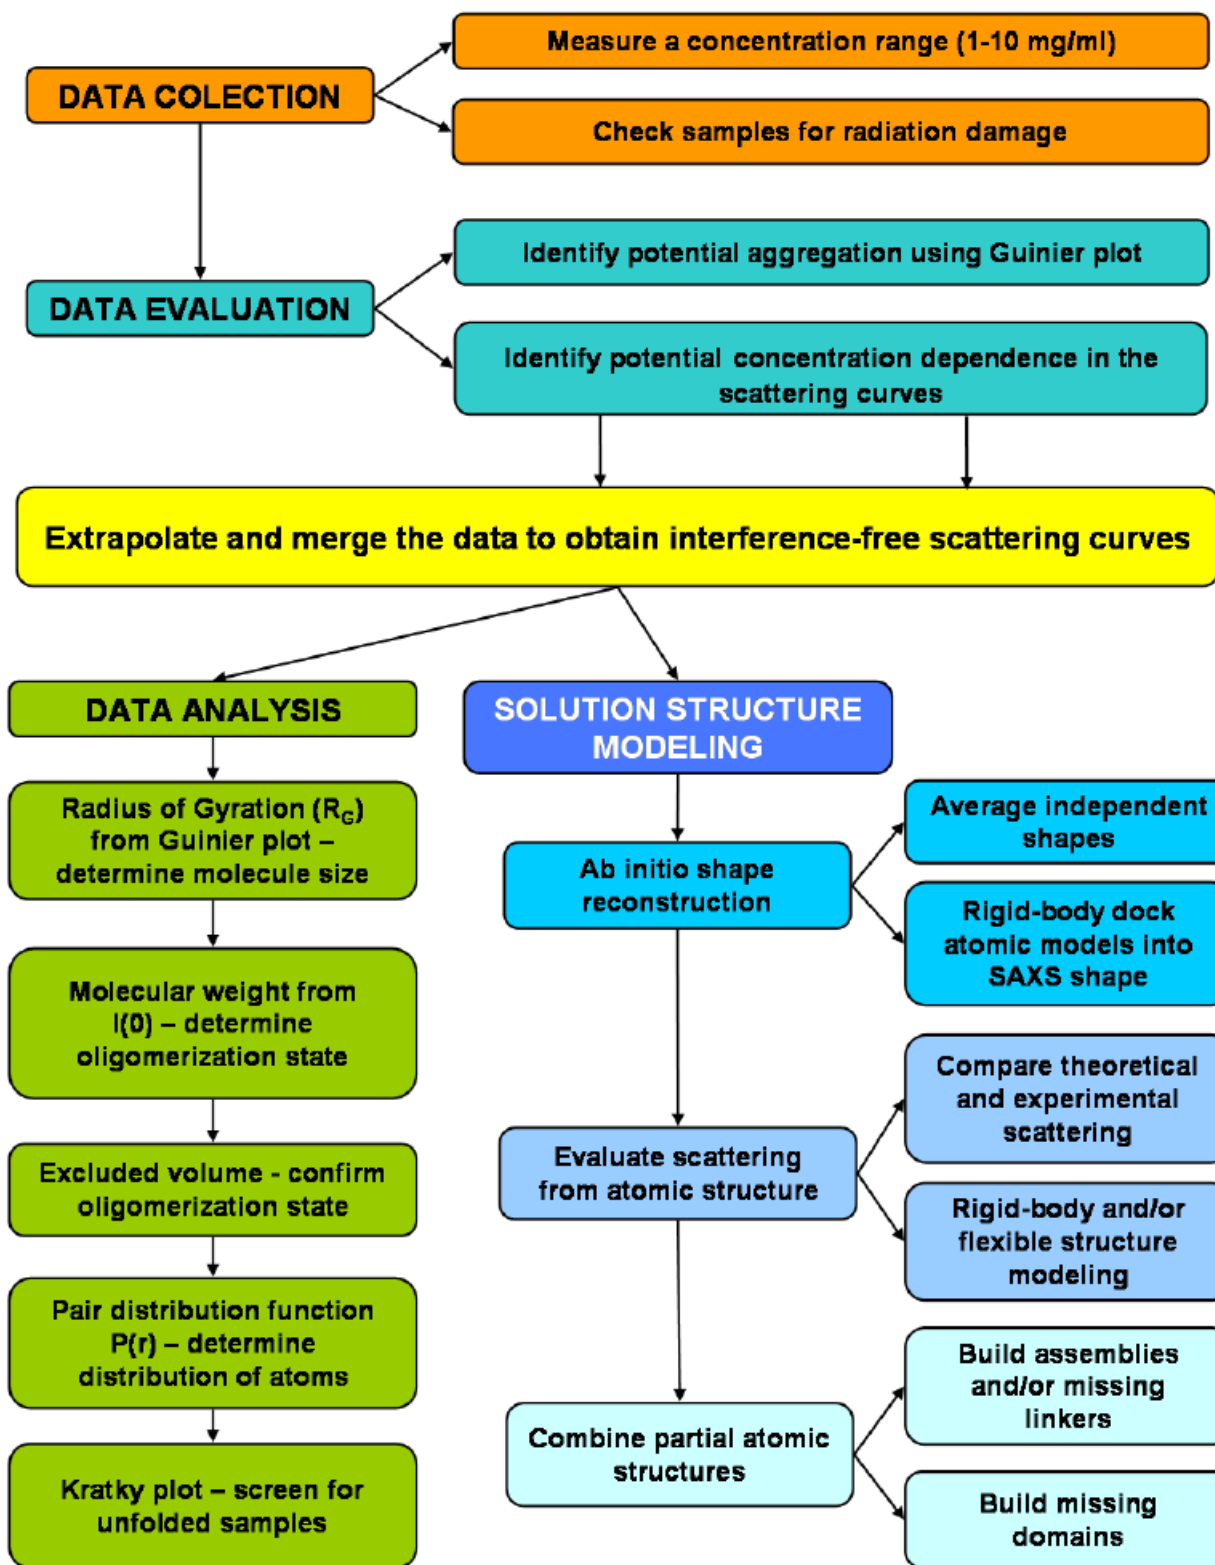 Measure a concentration range (1-10 mg/ml)
DATA COLECTION
Check samples for radiation damage
Identify potential aggregation using Guinier plot
DATA EVALUATION
Identify potential concentration dependence in the
scattering curves
Extrapolate and merge the data to obtain interference-free scattering curves
DATA ANALYSIS
Radius of Gyration (RG)
from Guinier plot –
determine molecule size
Molecular weight from
I(0) – determine
oligomerization state
Excluded volume - confirm
oligomerization state
Pair distribution function
P(r) – determine
distribution of atoms
Kratky plot – screen for
unfolded samples
SOLUTION STRUCTURE
MODELING
Ab initio shape
reconstruction
Average independent
shapes
Rigid-body dock
atomic models into
SAXS shape
Evaluate scattering
from atomic structure
Compare theoretical
and experimental
scattering
Rigid-body and/or
flexible structure
modeling
Combine partial atomic
structures
Build assemblies
and/or missing
linkers
Build missing
domains